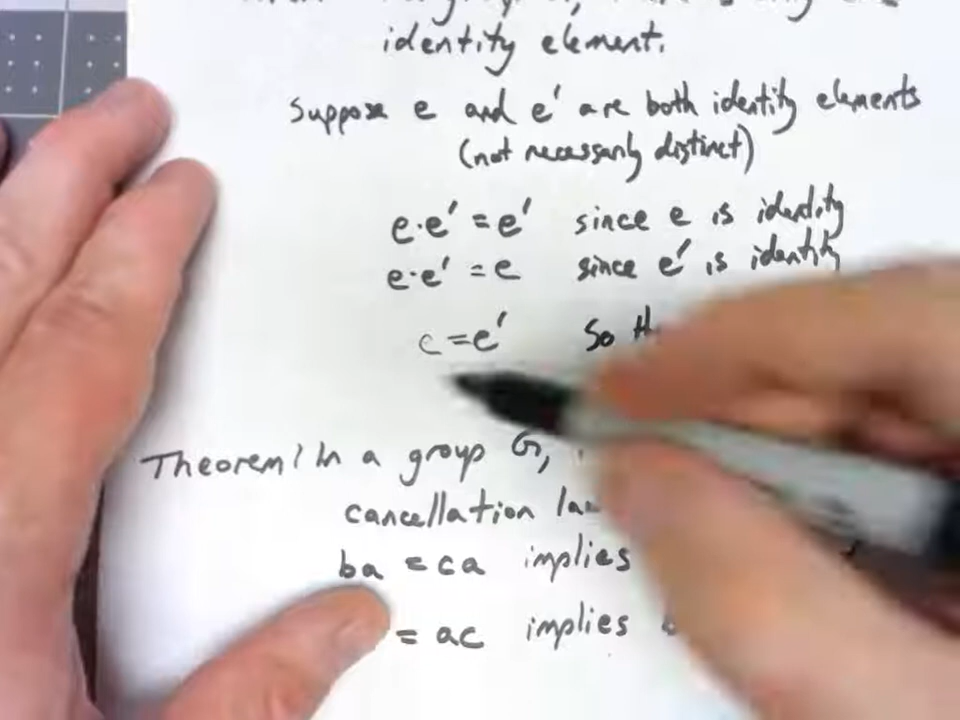 identity element.
Suppose e and e' are both identity elements
(not necessarily distinct)
e·e' = e' since e is identity
e·e' = e since e' is identity
e = e' So
Theorem: In a group G,
cancellation
ba = ca implies
= ac implies